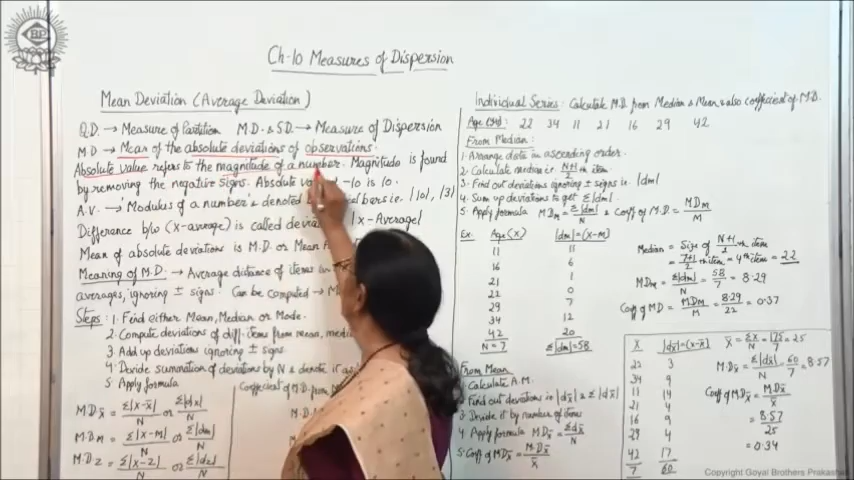 BP
Ch-10 Measures of Dispersion
Mean Deviation (Average Deviation)
Q.D. → Measure of Partition M.D. & S.D. → Measure of Dispersion
M.D → Mean of the absolute deviations of observations.
Absolute Value refers to the magnitude of a number. Magnitude is found
by removing the negative signs. Absolute -10 is 10.
A.V. → 'Modules of a number' & denoted bars i.e. |10|, |3|
Difference b/w (x-average) is called |x-Average|
Mean of absolute deviations is M.D. or Mean
Meaning of M.D. → Average distance of items in
averages, ignoring ± signs. Can be computed →
Steps: 1. Find either Mean, Median or Mode.
2. Compute deviations of diff. items from mean,
3. Add up deviations ignoring ± signs
4. Divide summation of deviations by N & denote it
5. Apply formula
Coefficient of M.D. from
M.D. x̄ = Σ|X-x̄|/N or Σ|dx̄|/N
M.D. M = Σ|X-M|/N or Σ|dm|/N
M.D. Z = Σ|X-Z|/N or Σ|dz|/N
Individual Series: Calculate M.D. from Median & Mean & also coefficient of M.D.
Age (yrs): 22 34 11 21 16 29 42
From Median:
1. Arrange data in ascending order.
2. Calculate median i.e. N+1/2 th item.
3. Find out deviations ignoring ± signs i.e. |dm|
4. Sum up deviations to get Σ|dm|
5. Apply formula MDm = Σ|dm|/N & Coeff of M.D. = MDm/M
Ex. Age (X) |dm| = (X-M)
11 11
16 6
21 1
22 0
29 7
34 12
42 20
N = 7 Σ|dm| = 58
Median = Size of N+1/2 th item
= 7+1/2 th item = 4th item = 22
MDm = Σ|dm|/N = 58/7 = 8.29
Coeff of MD = MDm/M = 8.29/22 = 0.37
From Mean
1. Calculate A.M.
2. Find out deviations i.e. |dx̄| & Σ|dx̄|
3. Divide it by number of items
4. Apply formula MDx̄ = Σdx̄/N
5. Coeff of MDx̄ = M.Dx̄/x̄
X |dx̄| = (x-x̄)
22 3
34 9
11 14
21 4
16 9
29 4
42 17
7 60
x̄ = Σx/N = 175/7 = 25
M.Dx̄ = Σ|dx̄|/N = 60/7 = 8.57
Coeff of M.D. = M.Dx̄/x̄
= 8.57/25
= 0.34
Copyright Goyal Brothers Prakashan